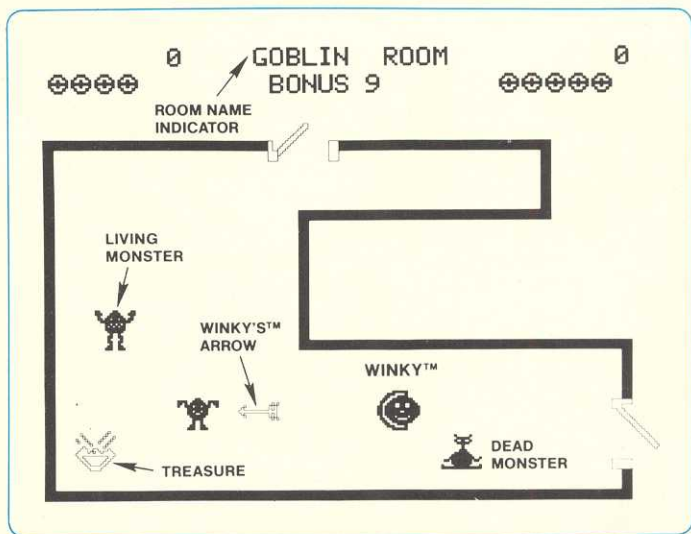 0 GOBLIN ROOM 0
BONUS 9
ROOM NAME
INDICATOR
LIVING
MONSTER
WINKY'S™
ARROW
WINKY™
DEAD
MONSTER
TREASURE